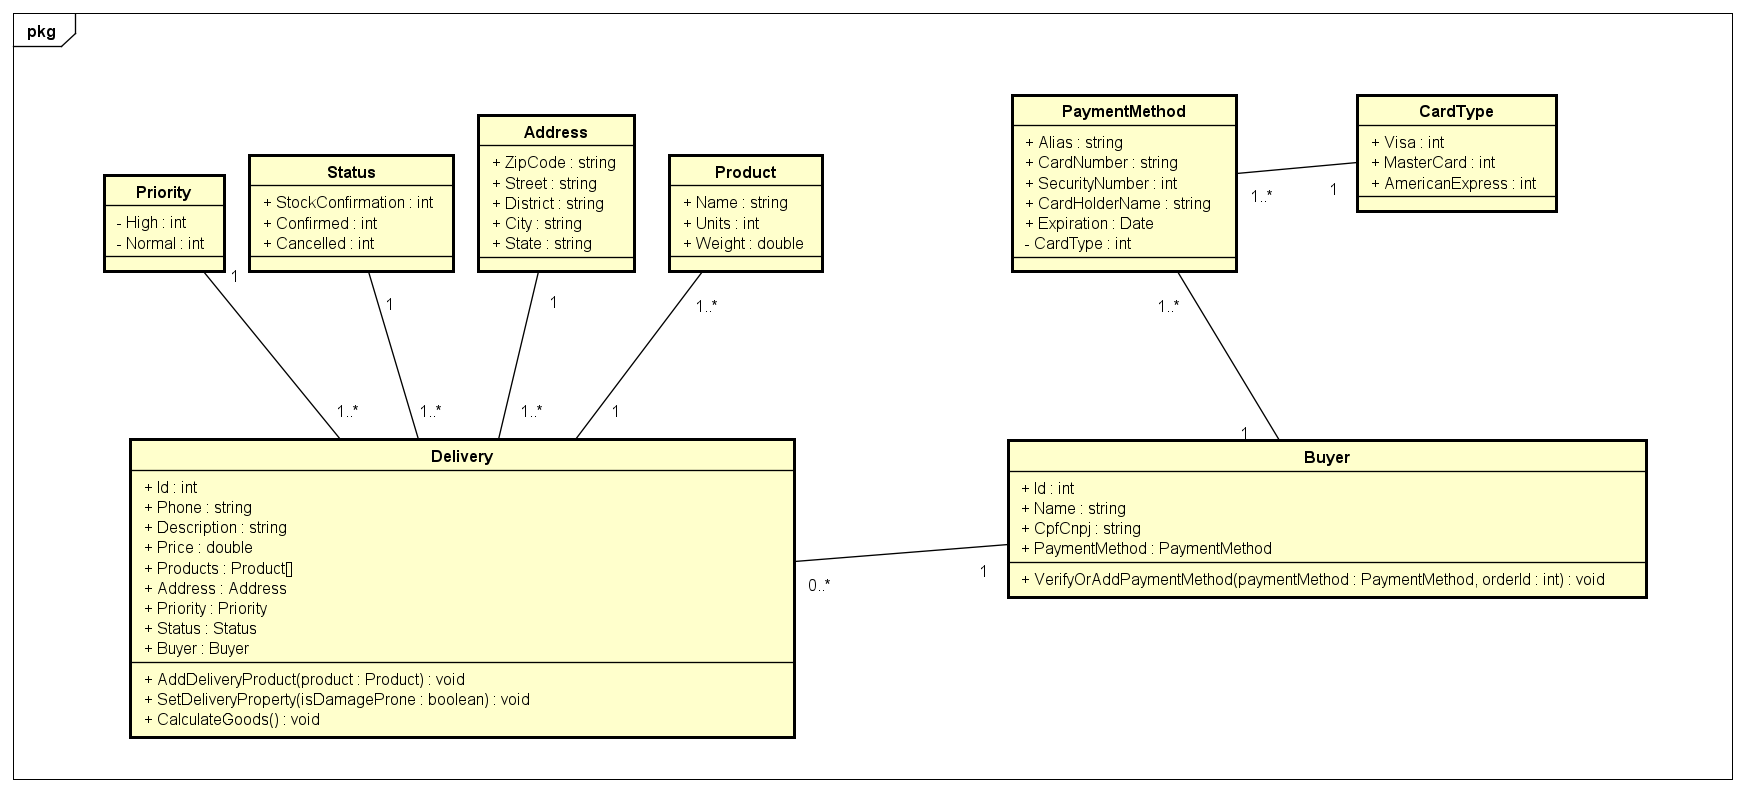 pkg
Priority
- High : int
- Normal : int
Status
+ StockConfirmation : int
+ Confirmed : int
+ Cancelled : int
Address
+ ZipCode : string
+ Street : string
+ District : string
+ City : string
+ State : string
Product
+ Name : string
+ Units : int
+ Weight : double
PaymentMethod
+ Alias : string
+ CardNumber : string
+ SecurityNumber : int
+ CardHolderName : string
+ Expiration : Date
- CardType : int
CardType
+ Visa : int
+ MasterCard : int
+ AmericanExpress : int
1..*
1
1
1
1
1..*
1..*
1..*
1..*
1..*
1
1
Delivery
+ Id : int
+ Phone : string
+ Description : string
+ Price : double
+ Products : Product[]
+ Address : Address
+ Priority : Priority
+ Status : Status
+ Buyer : Buyer
+ AddDeliveryProduct(product : Product) : void
+ SetDeliveryProperty(isDamageProne : boolean) : void
+ CalculateGoods() : void
0..*
1
Buyer
+ Id : int
+ Name : string
+ CpfCnpj : string
+ PaymentMethod : PaymentMethod
+ VerifyOrAddPaymentMethod(paymentMethod : PaymentMethod, orderId : int) : void